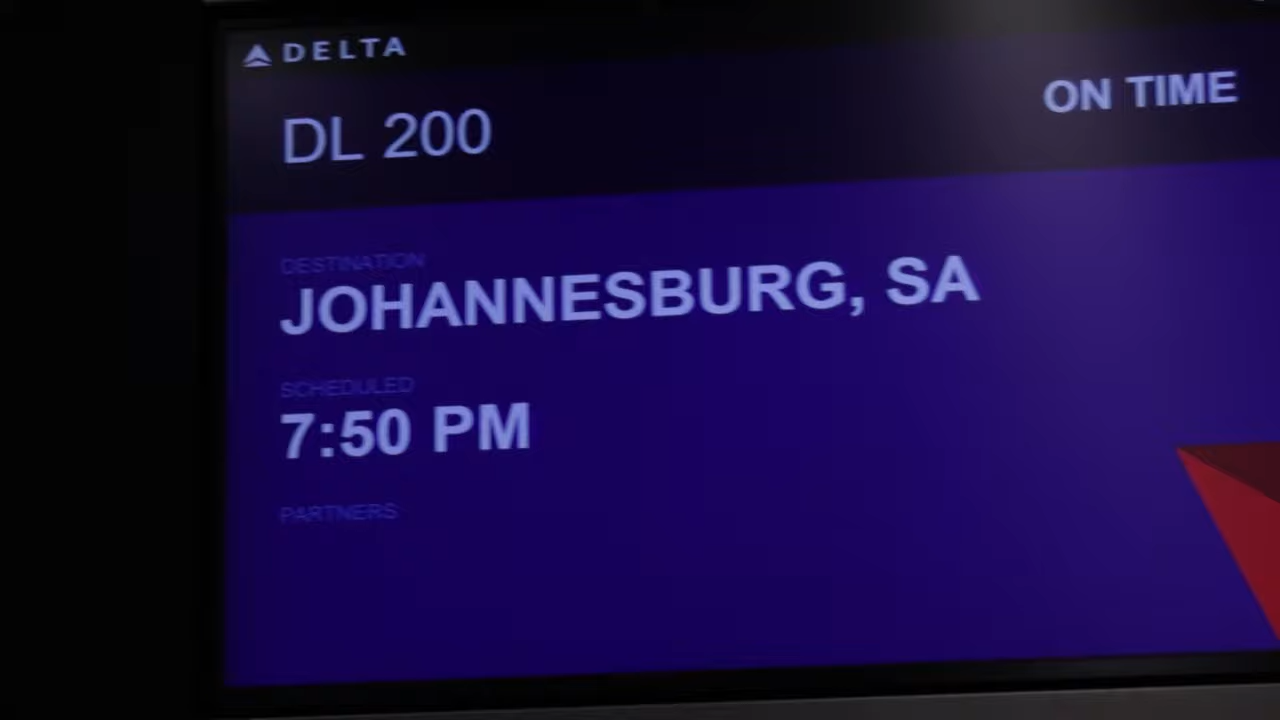 DELTA
DL 200
ON TIME
DESTINATION
JOHANNESBURG, SA
SCHEDULED
7:50 PM
PARTNERS